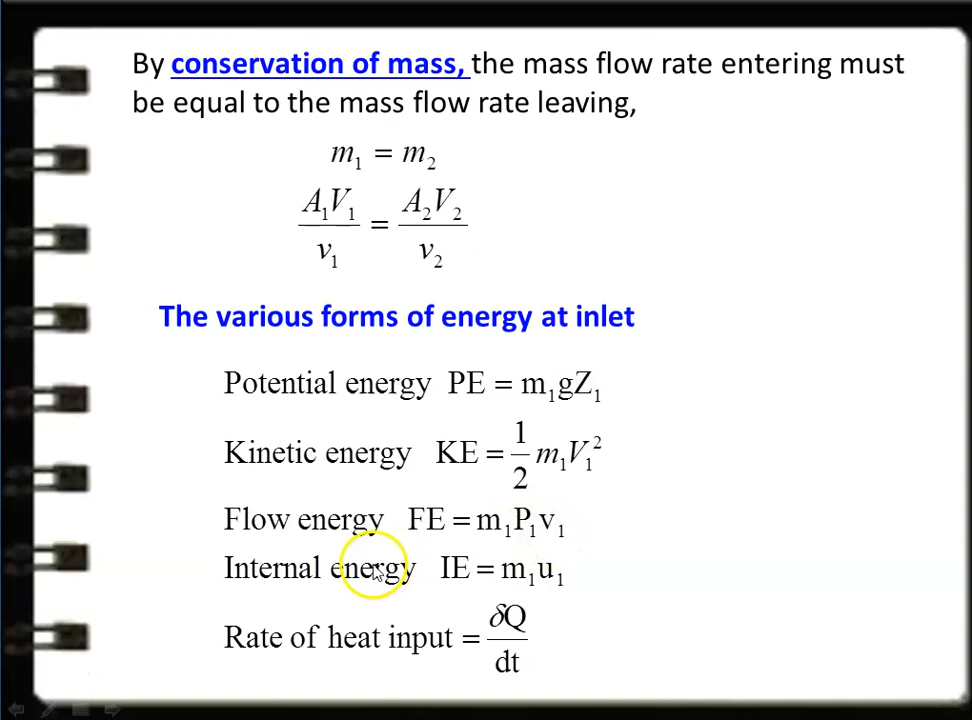 By conservation of mass, the mass flow rate entering must
be equal to the mass flow rate leaving,
m₁ = m₂
A₁V₁/v₁ = A₂V₂/v₂
The various forms of energy at inlet
Potential energy PE = m₁gZ₁
Kinetic energy KE = 1/2 m₁V₁²
Flow energy FE = m₁P₁v₁
Internal energy IE = m₁u₁
Rate of heat input = δQ/dt